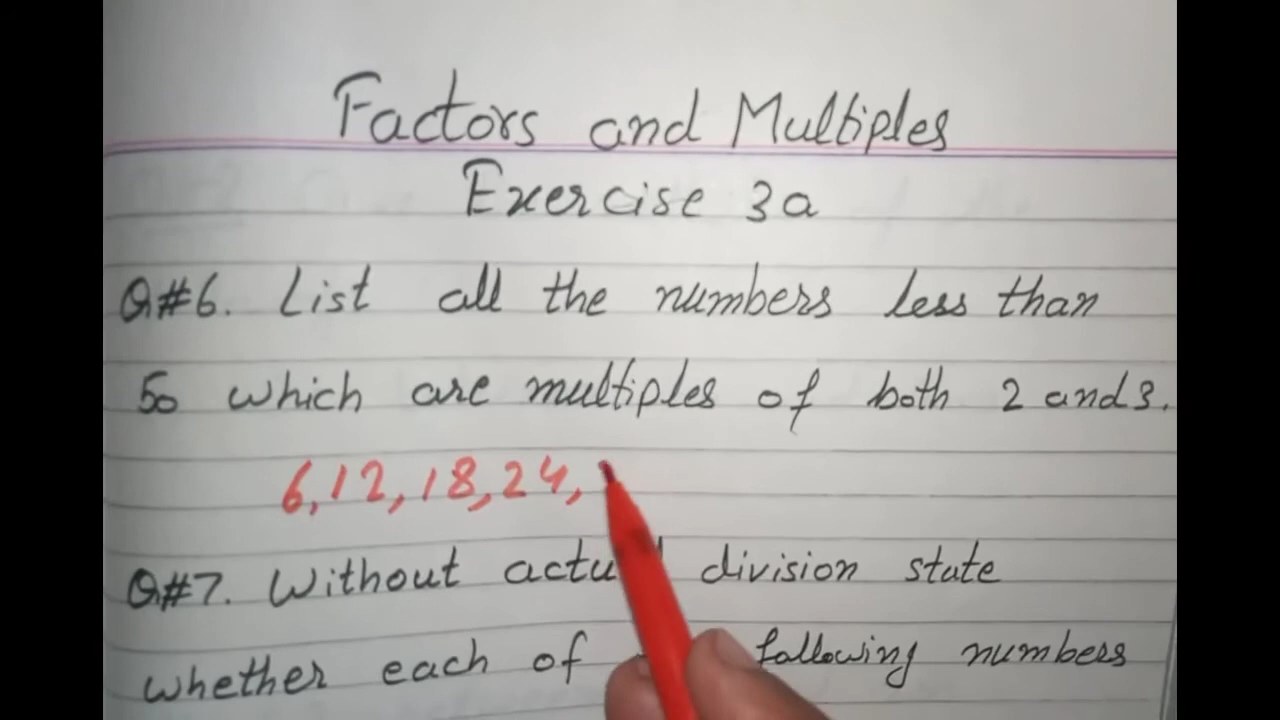 Factors and Multiples
Exercise 3a
Q#6. List all the numbers less than
50 which are multiples of both 2 and 3.
6, 12, 18, 24,
Q#7. Without division state
whether each of following numbers